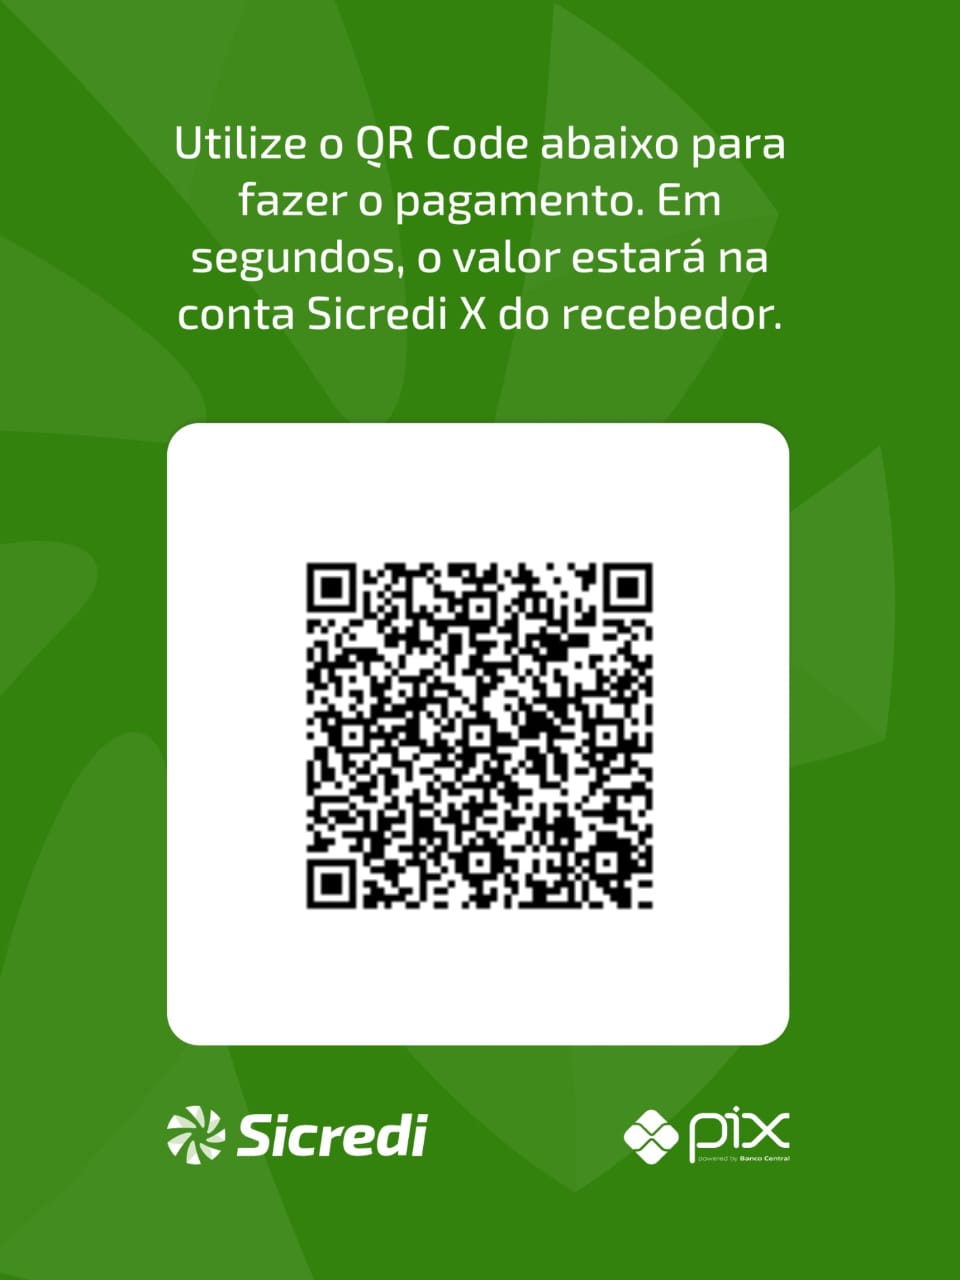 Utilize o QR Code abaixo para
fazer o pagamento. Em
segundos, o valor estará na
conta Sicredi X do recebedor.
Sicredi
pix
powered by Banco Central